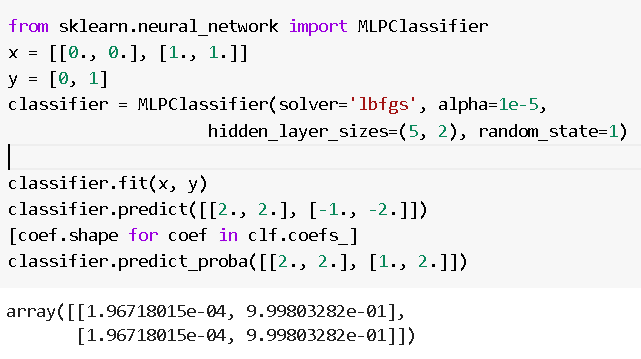 from sklearn.neural_network import MLPClassifier
x = [[0., 0.], [1., 1.]]
y = [0, 1]
classifier = MLPClassifier(solver='lbfgs', alpha=1e-5,
                    hidden_layer_sizes=(5, 2), random_state=1)
classifier.fit(x, y)
classifier.predict([[2., 2.], [-1., -2.]])
[coef.shape for coef in clf.coefs_]
classifier.predict_proba([[2., 2.], [1., 2.]])
array([[1.96718015e-04, 9.99803282e-01],
       [1.96718015e-04, 9.99803282e-01]])